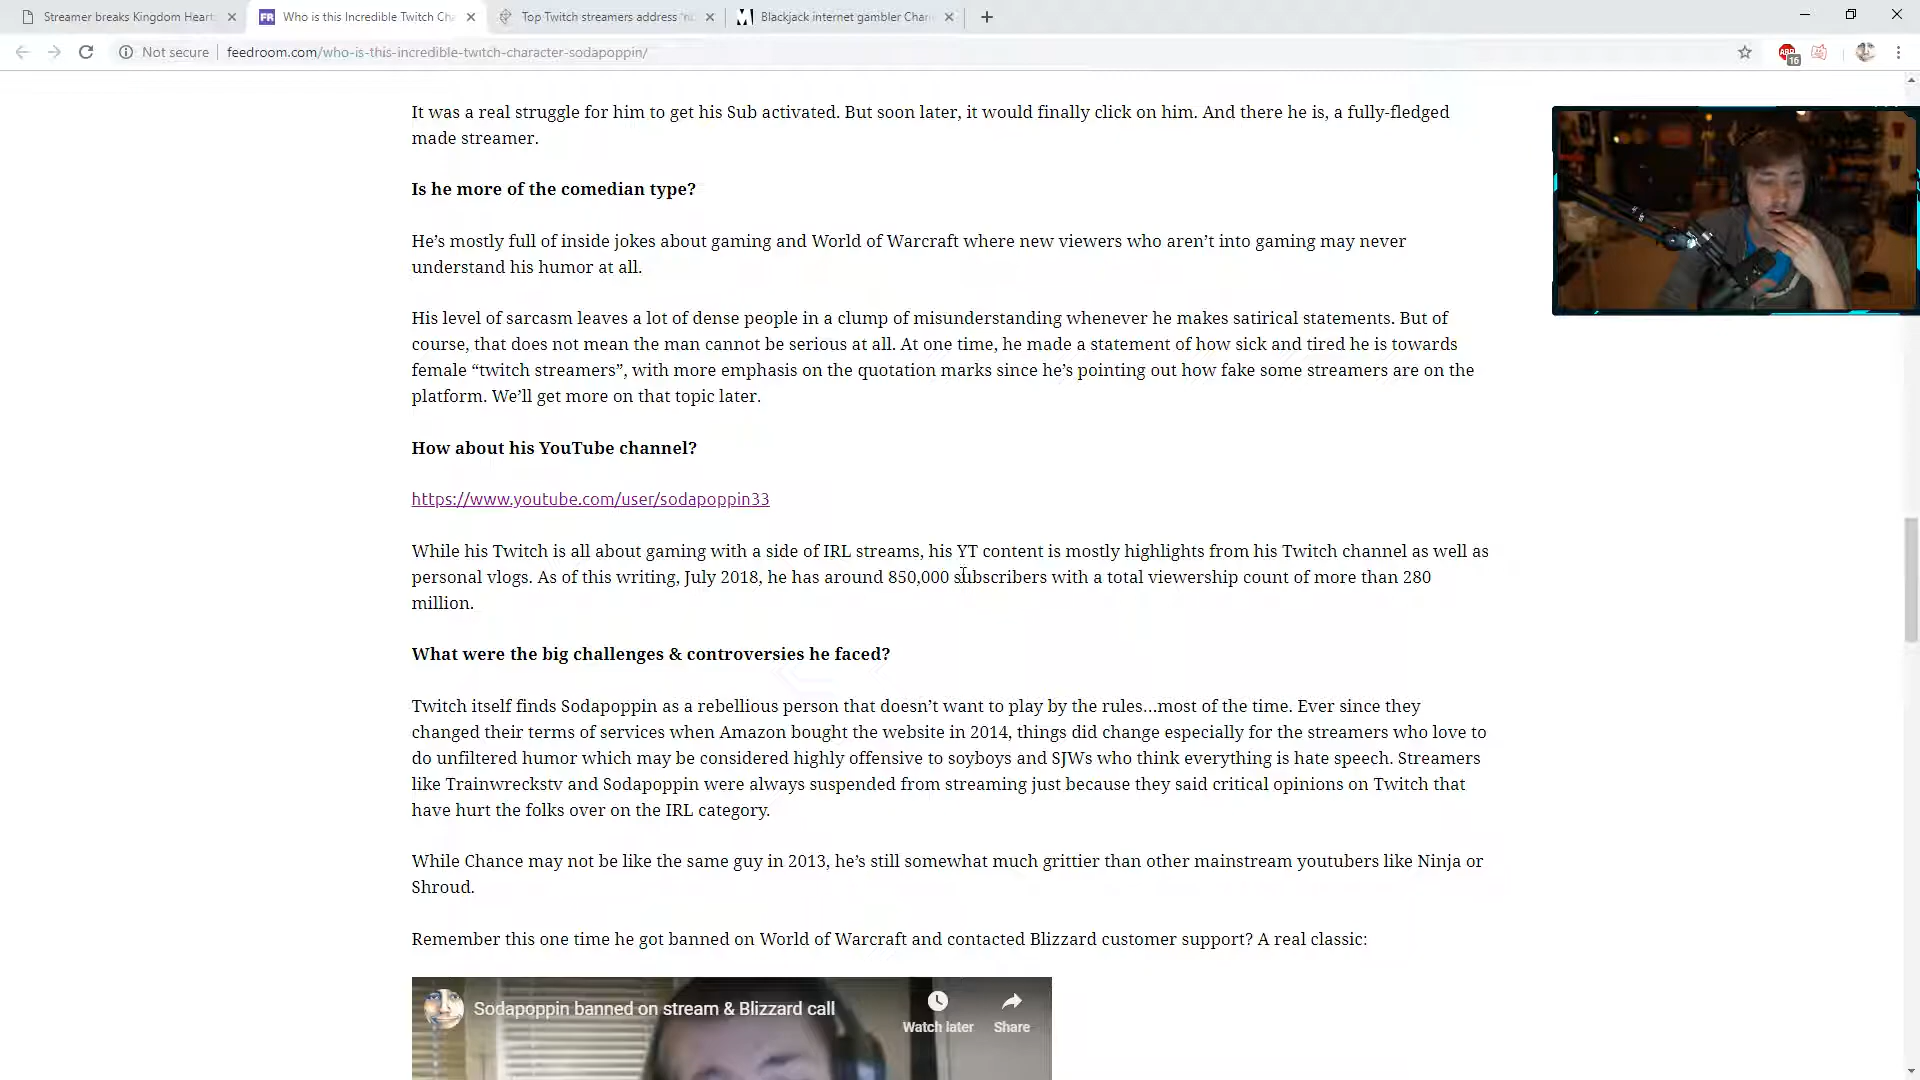 Streamer breaks Kingdom Heart
Who is this Incredible Twitch Cha
Top Twitch streamers address
Blackjack internet gambler Chan
Not secure
feedroom.com/who-is-this-incredible-twitch-character-sodapoppin/
16
It was a real struggle for him to get his Sub activated. But soon later, it would finally click on him. And there he is, a fully-fledged
made streamer.
Is he more of the comedian type?
He’s mostly full of inside jokes about gaming and World of Warcraft where new viewers who aren’t into gaming may never
understand his humor at all.
His level of sarcasm leaves a lot of dense people in a clump of misunderstanding whenever he makes satirical statements. But of
course, that does not mean the man cannot be serious at all. At one time, he made a statement of how sick and tired he is towards
female “twitch streamers”, with more emphasis on the quotation marks since he’s pointing out how fake some streamers are on the
platform. We’ll get more on that topic later.
How about his YouTube channel?
https://www.youtube.com/user/sodapoppin33
While his Twitch is all about gaming with a side of IRL streams, his YT content is mostly highlights from his Twitch channel as well as
personal vlogs. As of this writing, July 2018, he has around 850,000 subscribers with a total viewership count of more than 280
million.
What were the big challenges & controversies he faced?
Twitch itself finds Sodapoppin as a rebellious person that doesn’t want to play by the rules…most of the time. Ever since they
changed their terms of services when Amazon bought the website in 2014, things did change especially for the streamers who love to
do unfiltered humor which may be considered highly offensive to soyboys and SJWs who think everything is hate speech. Streamers
like Trainwreckstv and Sodapoppin were always suspended from streaming just because they said critical opinions on Twitch that
have hurt the folks over on the IRL category.
While Chance may not be like the same guy in 2013, he’s still somewhat much grittier than other mainstream youtubers like Ninja or
Shroud.
Remember this one time he got banned on World of Warcraft and contacted Blizzard customer support? A real classic:
Sodapoppin banned on stream & Blizzard call
Watch later
Share